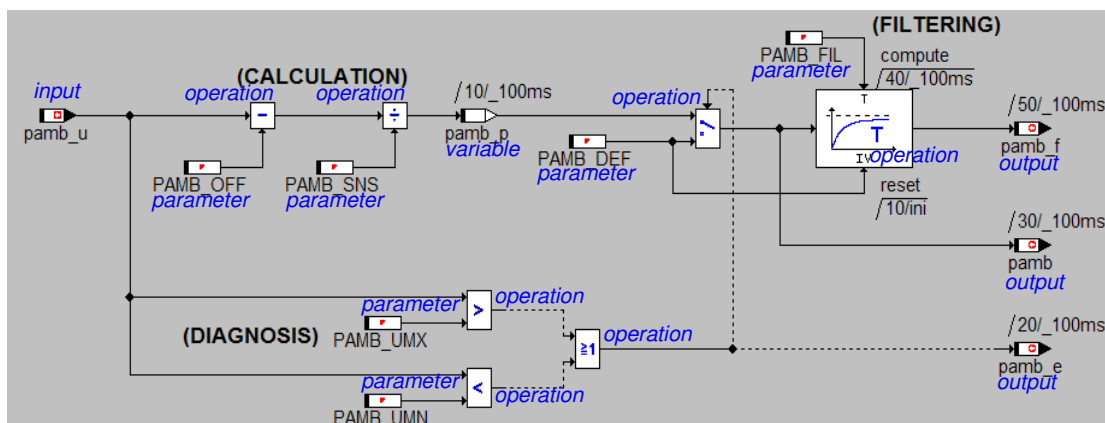 (FILTERING)
PAMB_FIL
parameter
compute
/40/_100ms
(CALCULATION)
input
operation
operation
/10/_100ms
operation
T
/50/_100ms
-
÷
T
pamb_u
pamb_p
variable
pamb_f
output
PAMB_DEF
parameter
IV
operation
PAMB_OFF
parameter
PAMB_SNS
parameter
reset
/10/ini
/30/_100ms
pamb
output
parameter
operation
>
(DIAGNOSIS)
PAMB_UMX
operation
≥1
/20/_100ms
pamb_e
output
parameter
<
operation
PAMB_UMN